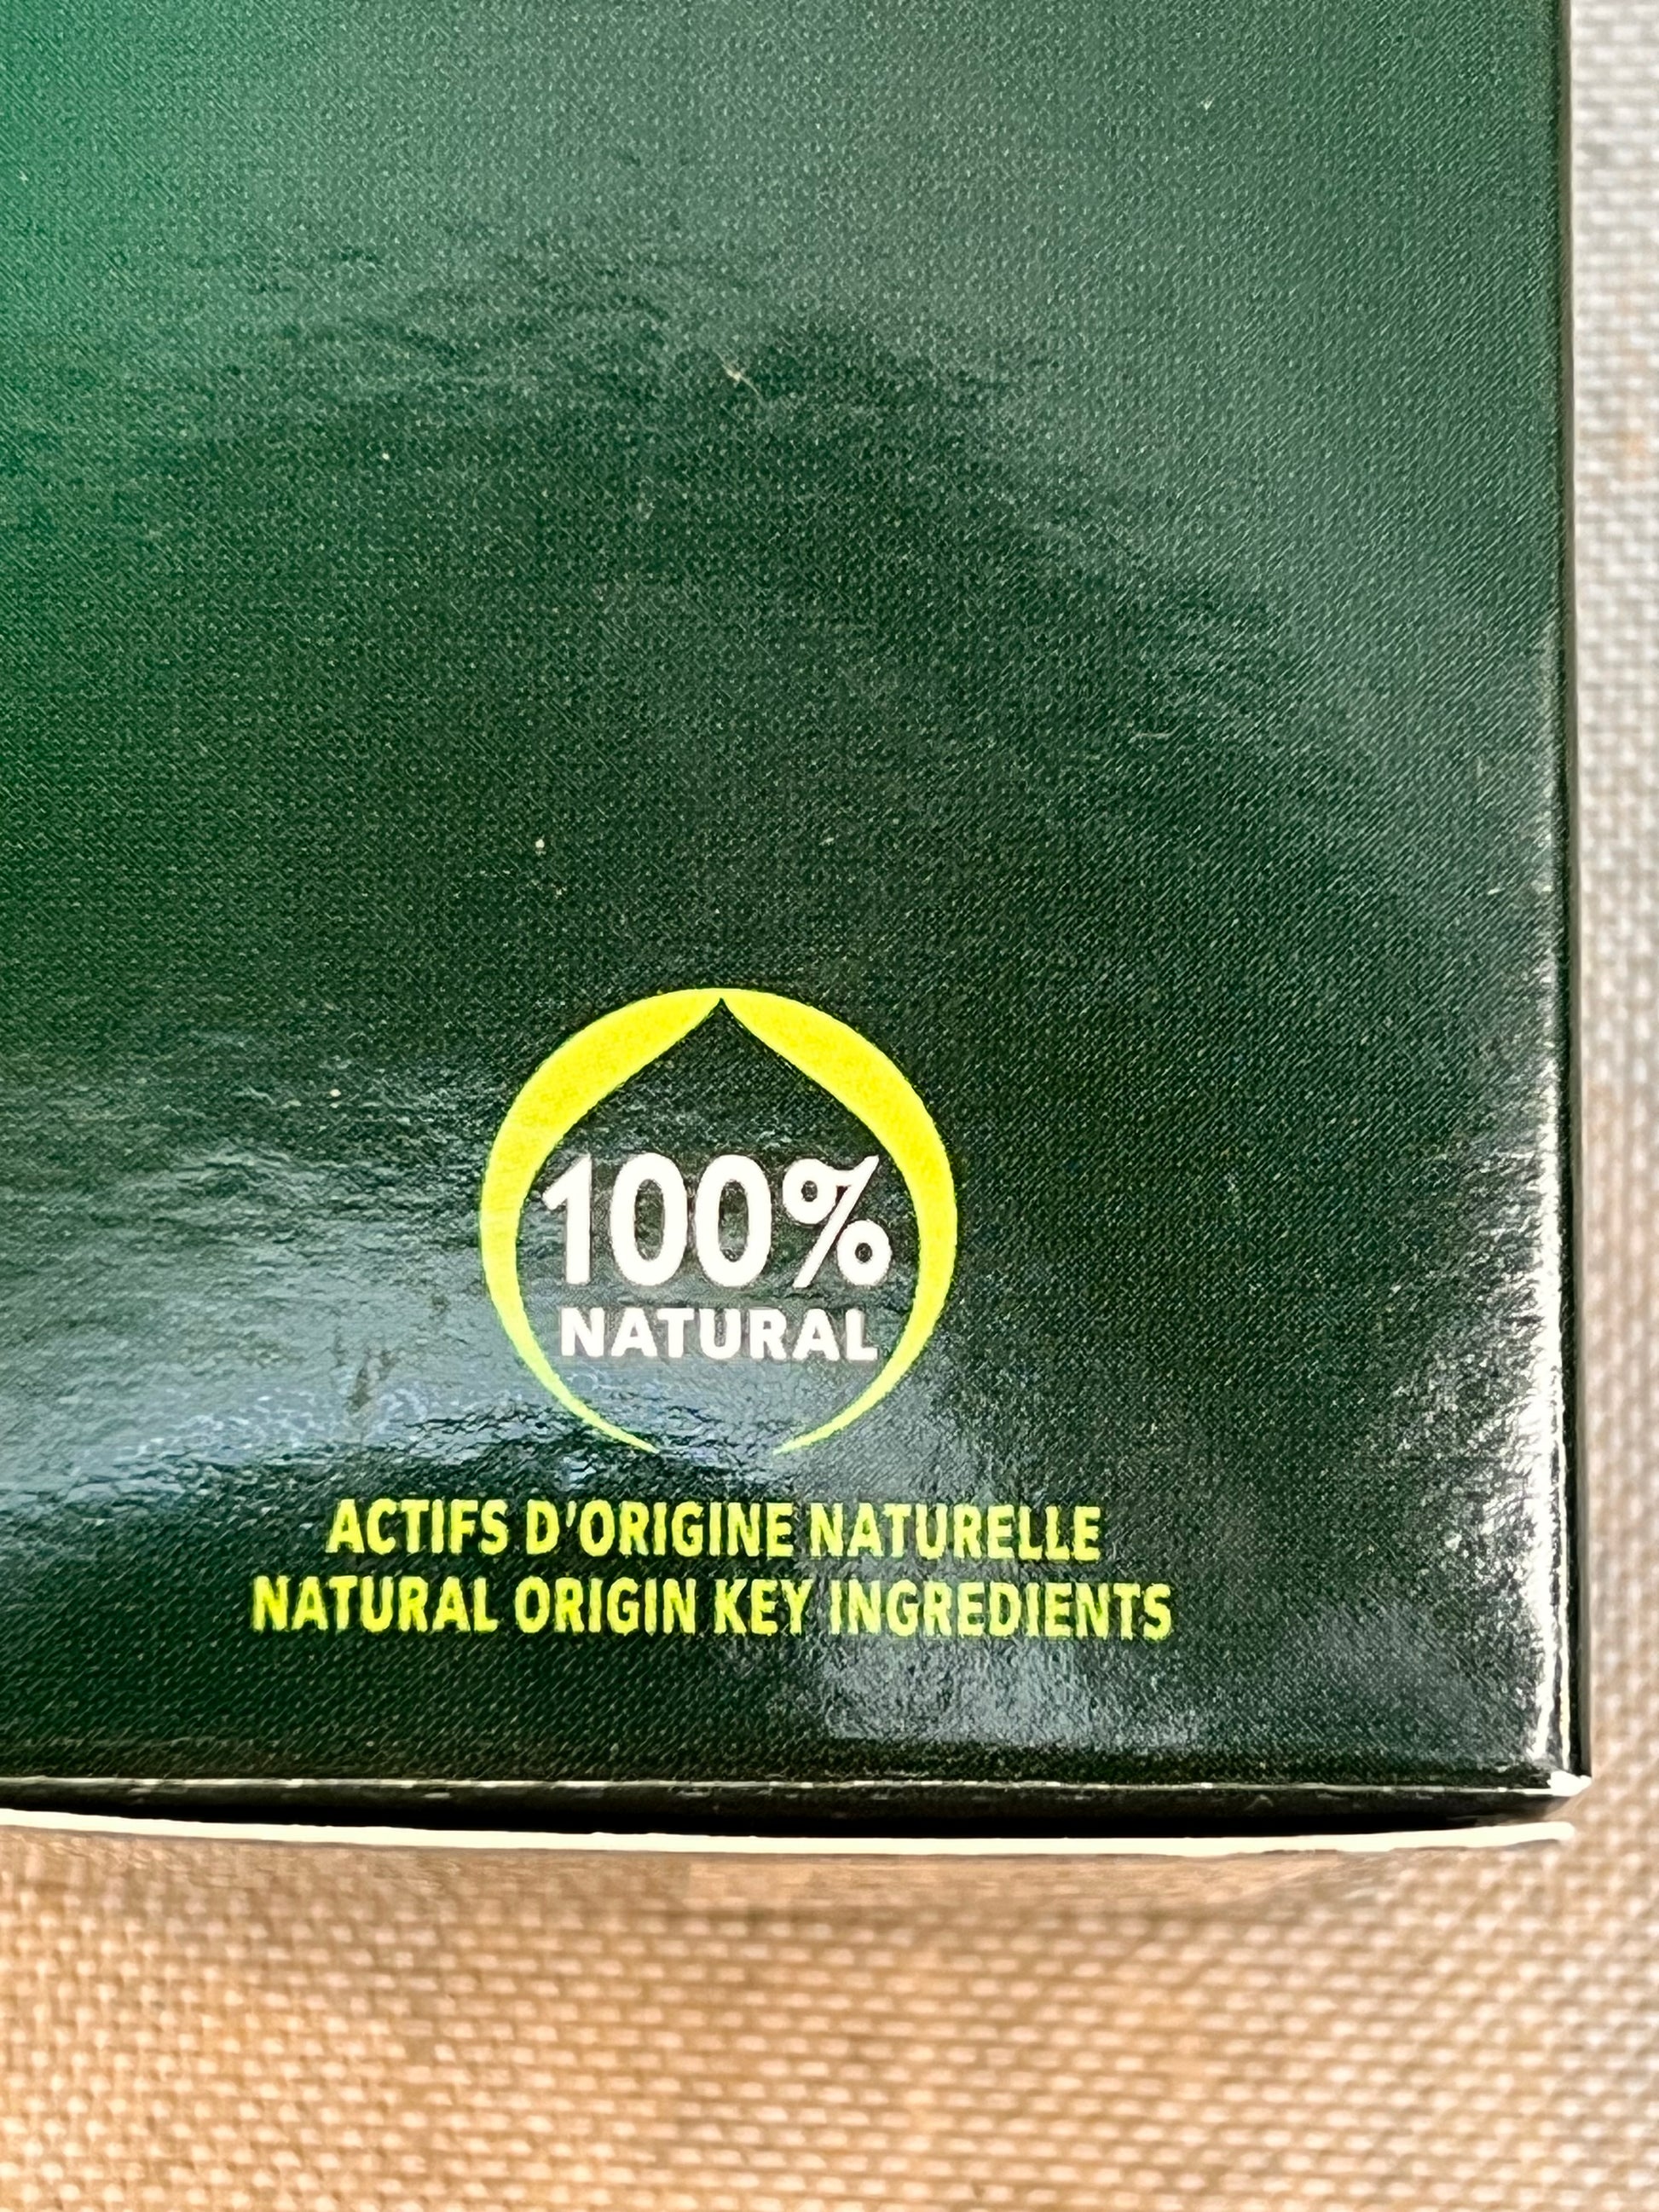 100%
NATURAL
ACTIFS D'ORIGINE NATURELLE
NATURAL ORIGIN KEY INGREDIENTS